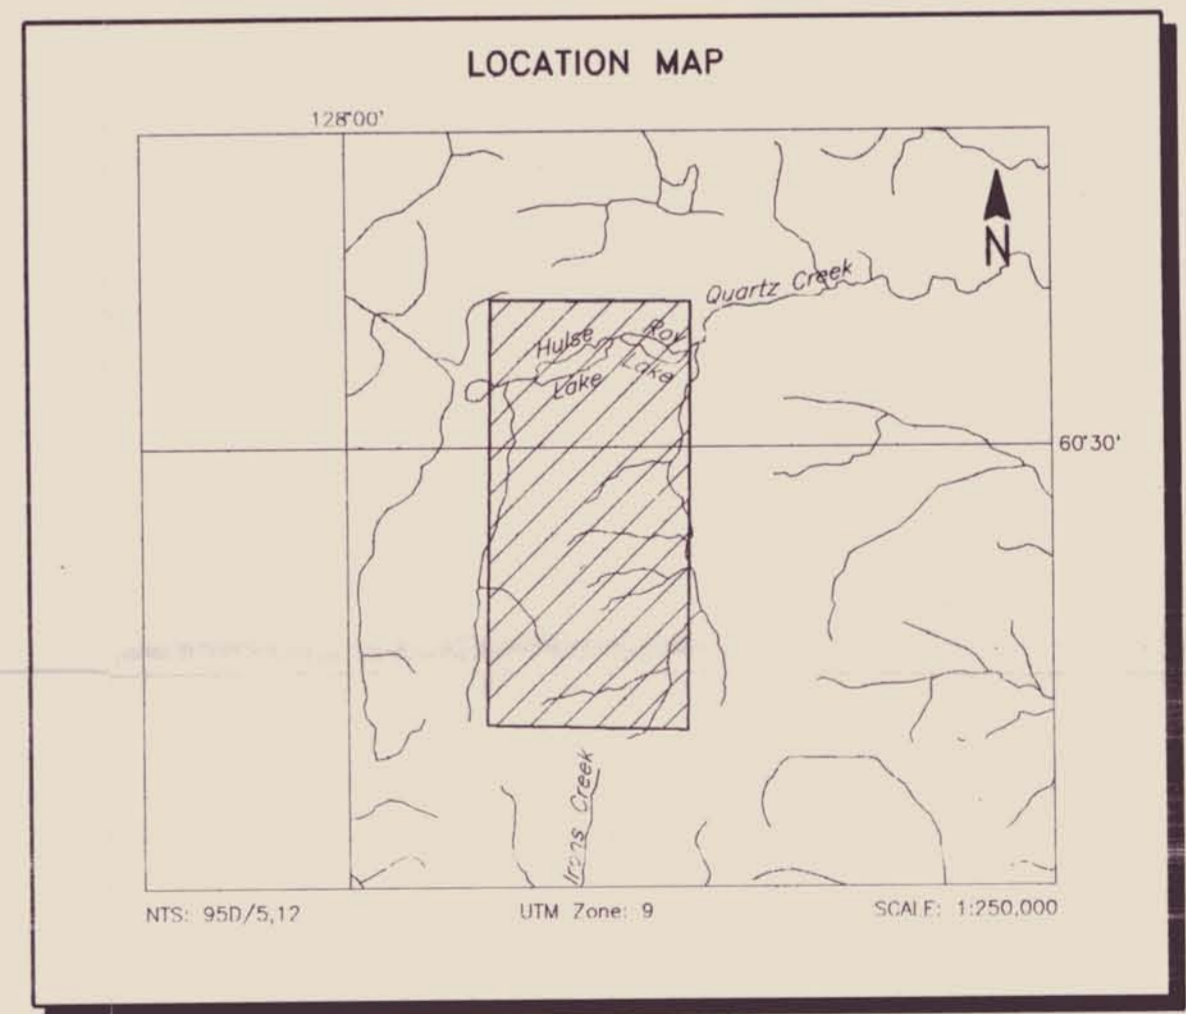 LOCATION MAP
128°00'
N
Quartz Creek
Hulse
Lake
Roy
Lake
60°30'
Irons Creek
NTS: 95D/5,12
UTM Zone: 9
SCALE: 1:250,000